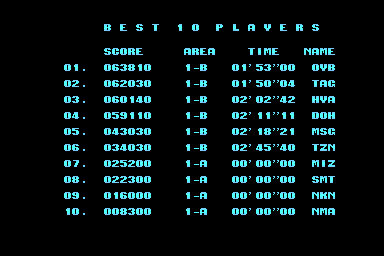 BEST 10 PLAYERS
SCORE AREA TIME NAME
01. 063810 1-B 01'53"00 OVB
02. 062030 1-B 01'50"04 TAG
03. 060140 1-B 02'02"42 HVA
04. 059110 1-B 02'11"11 DOH
05. 043030 1-B 02'18"21 MSG
06. 034030 1-B 02'45"40 TZN
07. 025200 1-A 00'00"00 MIZ
08. 022300 1-A 00'00"00 SMT
09. 016000 1-A 00'00"00 NKN
10. 008300 1-A 00'00"00 NMA